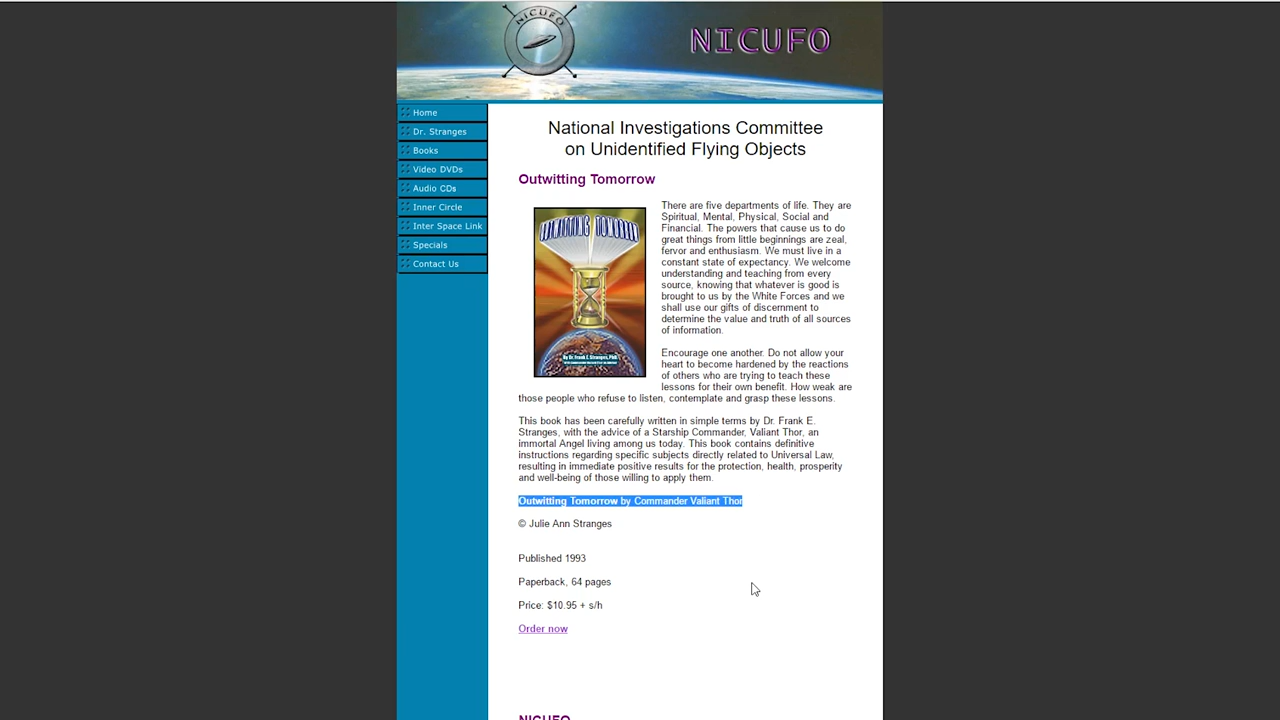 NICUFO
NICUFO
Home
Dr. Stranges
Books
Video DVDs
Audio CDs
Inner Circle
Inter Space Link
Specials
Contact Us
National Investigations Committee
on Unidentified Flying Objects
Outwitting Tomorrow
OUTWITTING TOMORROW
By Dr. Frank E. Stranges, PhD.
There are five departments of life. They are
Spiritual, Mental, Physical, Social and
Financial. The powers that cause us to do
great things from little beginnings are zeal,
fervor and enthusiasm. We must live in a
constant state of expectancy. We welcome
understanding and teaching from every
source, knowing that whatever is good is
brought to us by the White Forces and we
shall use our gifts of discernment to
determine the value and truth of all sources
of information.
Encourage one another. Do not allow your
heart to become hardened by the reactions
of others who are trying to teach these
lessons for their own benefit. How weak are
those people who refuse to listen, contemplate and grasp these lessons.
This book has been carefully written in simple terms by Dr. Frank E.
Stranges, with the advice of a Starship Commander, Valiant Thor, an
immortal Angel living among us today. This book contains definitive
instructions regarding specific subjects directly related to Universal Law,
resulting in immediate positive results for the protection, health, prosperity
and well-being of those willing to apply them.
Outwitting Tomorrow by Commander Valiant Thor
© Julie Ann Stranges
Published 1993
Paperback, 64 pages
Price: $10.95 + s/h
Order now
NICUFO